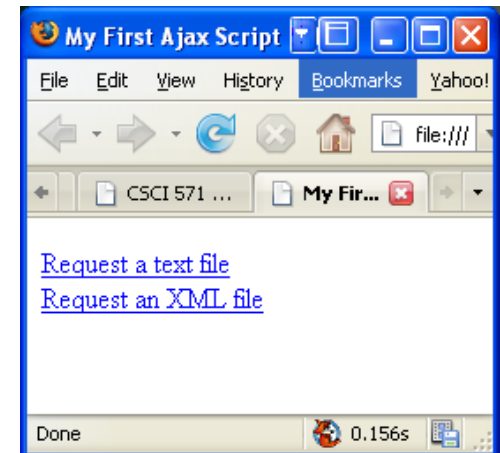 My First Ajax Script
File Edit View History Bookmarks Yahoo!
file:///
CSCI 571 ... My Fir...
Request a text file
Request an XML file
Done 0.156s